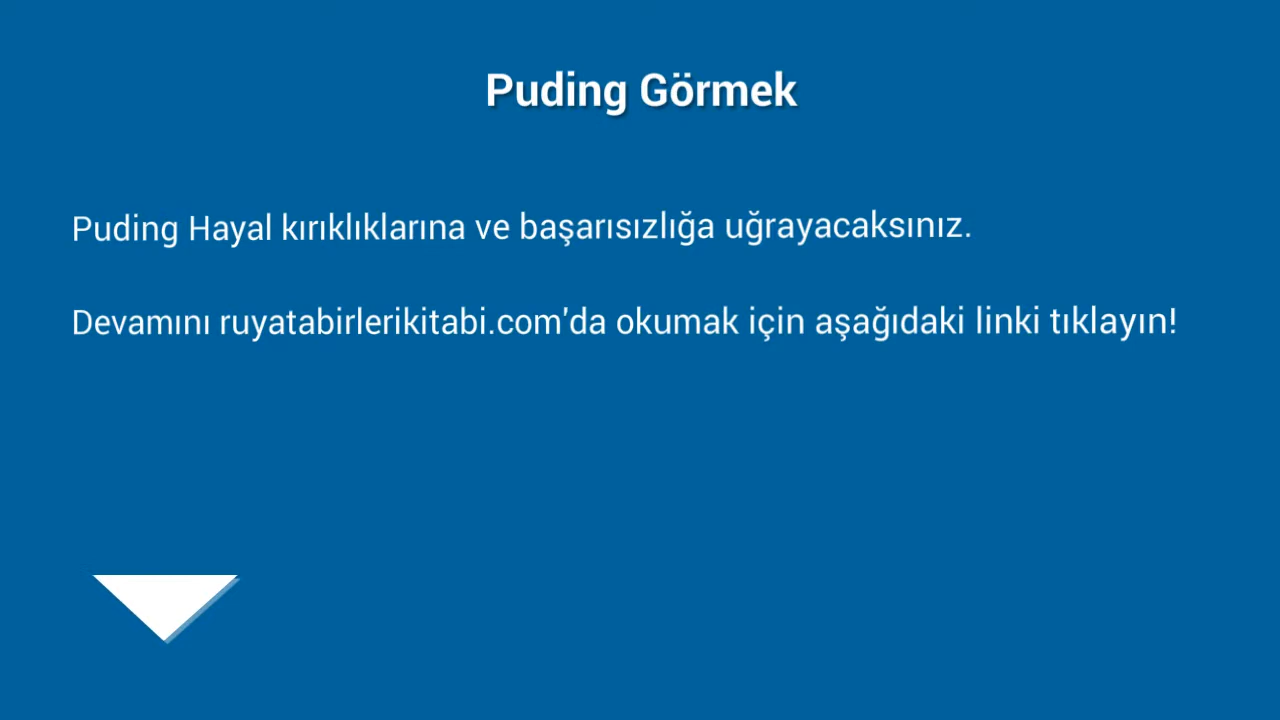 Puding Görmek
Puding Hayal kırıklıklarına ve başarısızlığa uğrayacaksınız.
Devamını ruyatabirlerikitabi.com'da okumak için aşağıdaki linki tıklayın!